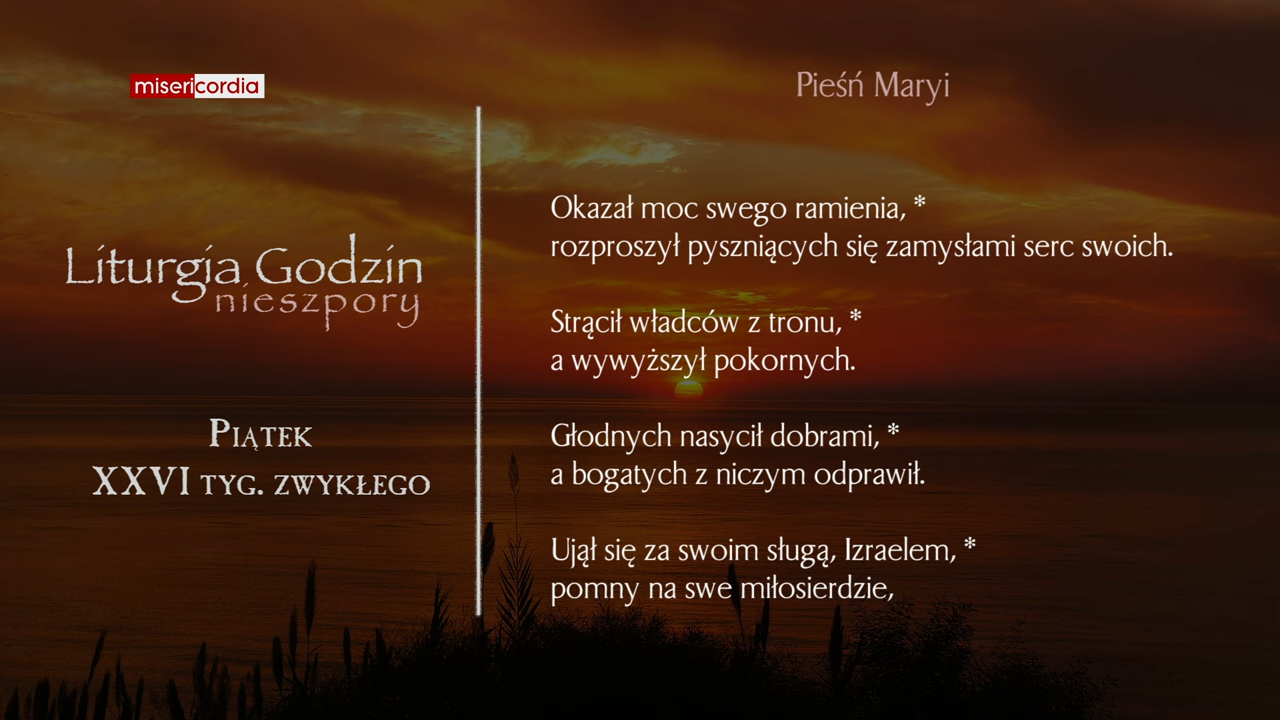 misericordia
Liturgia Godzin
nieszpory
Piątek
XXVI tyg. zwykłego
Pieśń Maryi
Okazał moc swego ramienia, *
rozproszył pyszniących się zamysłami serc swoich.
Strącił władców z tronu, *
a wywyższył pokornych.
Głodnych nasycił dobrami, *
a bogatych z niczym odprawił.
Ujął się za swoim sługą, Izraelem, *
pomny na swe miłosierdzie,